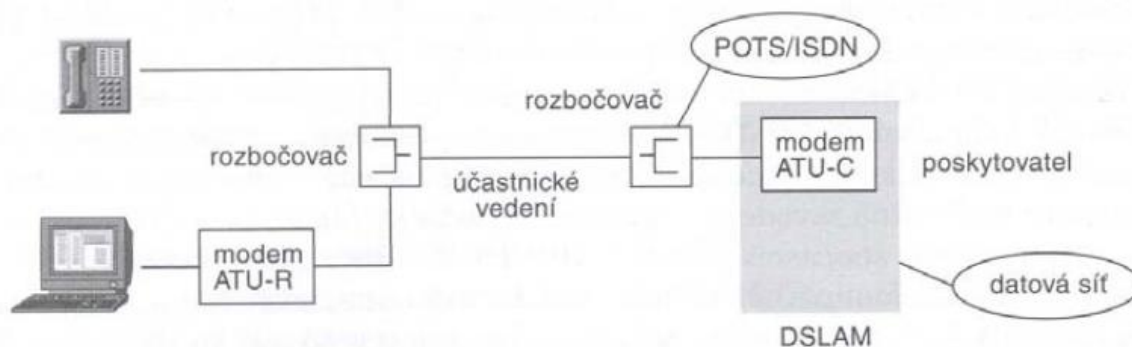 POTS/ISDN
rozbočovač
rozbočovač
modem
ATU-C
poskytovatel
účastnické
vedení
modem
ATU-R
datová síť
DSLAM